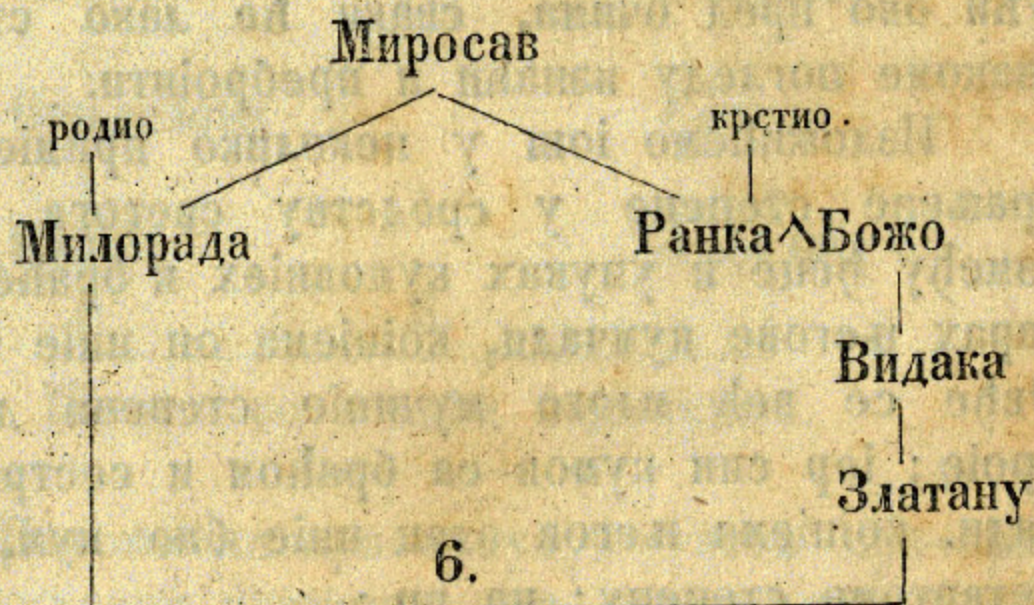 Миросав
родио
крстио.
Милорада
Ранка^Божо
Видака
Златану
6.